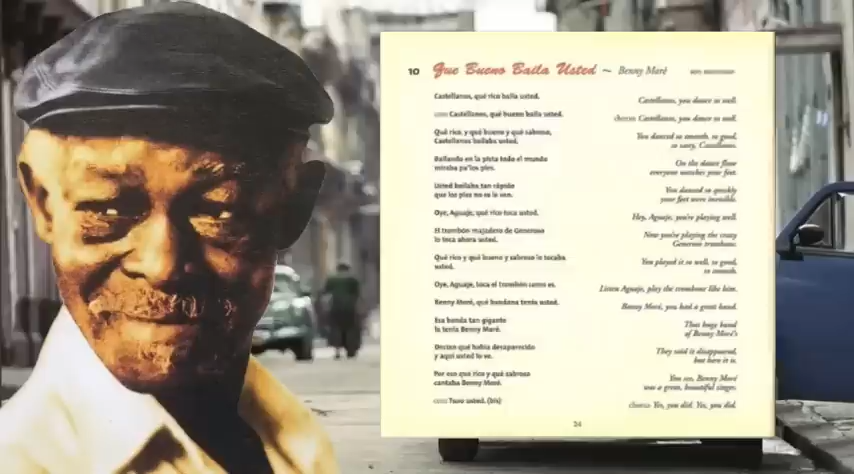 10 Que Bueno Baila Usted ~ Benny Moré
Castellanos, qué rico baila usted.
coro: Castellanos, qué bueno baila usted.
Qué rico, y qué bueno y qué sabroso,
Castellanos bailaba usted.
Bailando en la pista todo el mundo
miraba pa'los pies.
Usted bailaba tan rápido
que los pies no se le ven.
Oye, Aguaje, qué rico toca usted.
El trombón majadero de Generoso
lo toca ahora usted.
Qué rico y qué bueno y sabroso lo tocaba
usted.
Oye, Aguaje, toca el trombón como es.
Benny Moré, qué bandona tenía usted.
Esa banda tan gigante
la tenía Benny Moré.
Decían qué había desaparecido
y aquí usted lo ve.
Por eso que rico y qué sabroso
cantaba Benny Moré.
coro: Tuvo usted. (bis)
Castellanos, you dance so well.
chorus: Castellanos, you dance so well.
You danced so smooth, so good,
so sassy, Castellanos.
On the dance floor
everyone watches your feet.
You danced so quickly
your feet were invisible.
Hey, Aguaje, you're playing well.
Now you're playing the crazy
Generoso trombone.
You played it so well, so good,
so smooth.
Listen Aguaje, play the trombone like him.
Benny Moré, you had a great band.
That huge band
of Benny Moré's
They said it disappeared,
but here it is.
You see, Benny Moré
was a great, beautiful singer.
chorus: Yes, you did. Yes, you did.
24